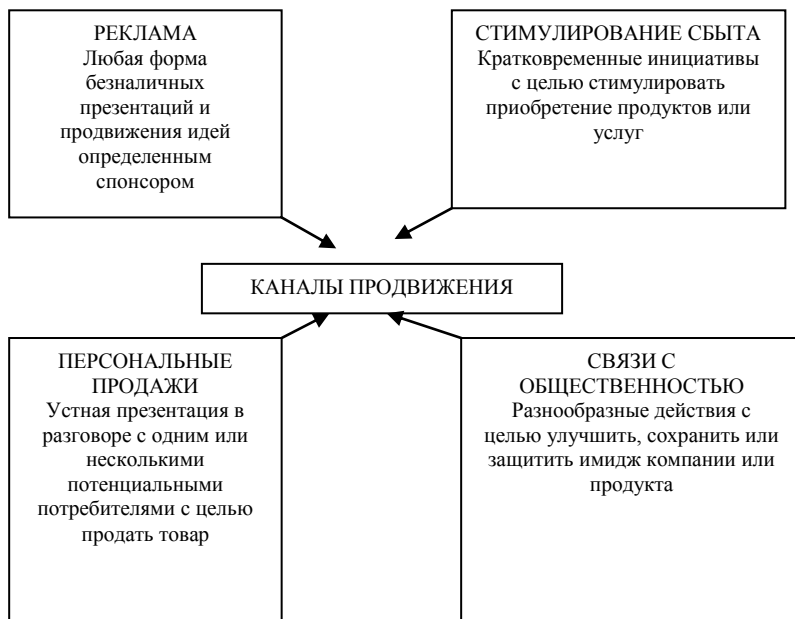 РЕКЛАМА
Любая форма
безналичных
презентаций и
продвижения идей
определенным
спонсором
СТИМУЛИРОВАНИЕ СБЫТА
Кратковременные инициативы
с целью стимулировать
приобретение продуктов или
услуг
КАНАЛЫ ПРОДВИЖЕНИЯ
ПЕРСОНАЛЬНЫЕ
ПРОДАЖИ
Устная презентация в
разговоре с одним или
несколькими
потенциальными
потребителями с целью
продать товар
СВЯЗИ С
ОБЩЕСТВЕННОСТЬЮ
Разнообразные действия с
целью улучшить, сохранить или
защитить имидж компании или
продукта